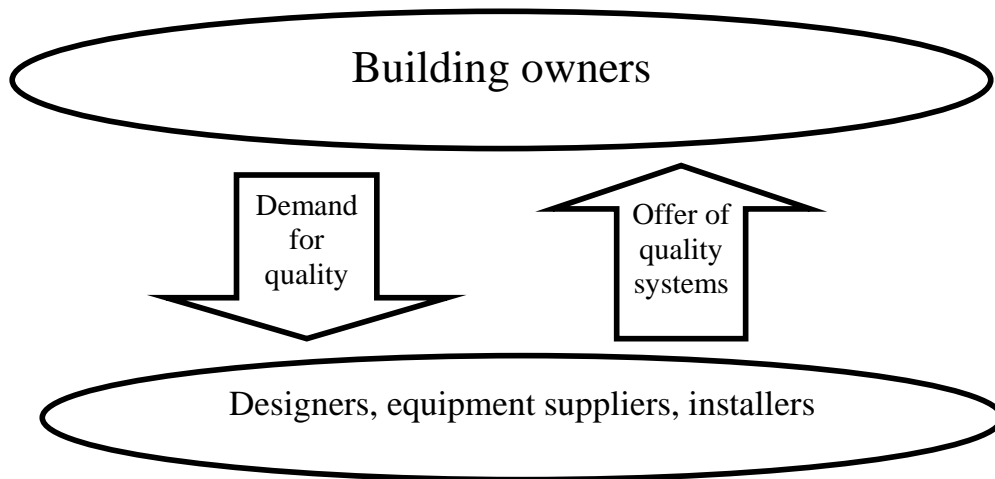 Building owners
Demand
for
quality
Offer of
quality
systems
Designers, equipment suppliers, installers